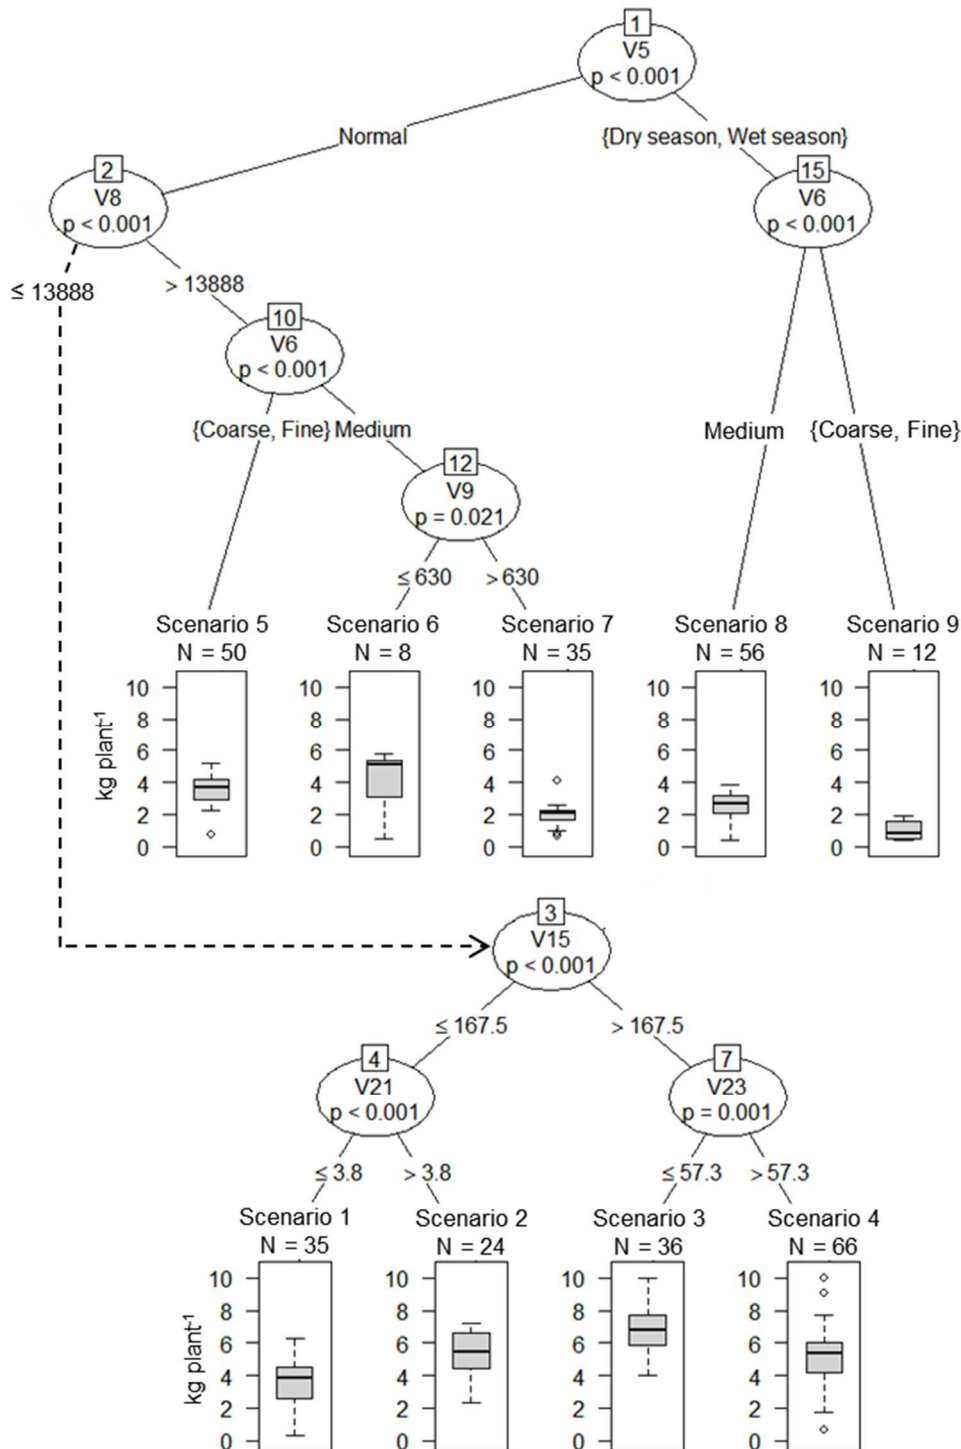 1
V5
p < 0.001
Normal
{Dry season, Wet season}
2
V8
p < 0.001
15
V6
p < 0.001
≤ 13888
> 13888
10
V6
p < 0.001
{Coarse, Fine}
Medium
Medium
{Coarse, Fine}
12
V9
p = 0.021
≤ 630
> 630
Scenario 5
N = 50
Scenario 6
N = 8
Scenario 7
N = 35
Scenario 8
N = 56
Scenario 9
N = 12
kg plant-1
10
8
6
4
2
0
10
8
6
4
2
0
10
8
6
4
2
0
10
8
6
4
2
0
10
8
6
4
2
0
3
V15
p < 0.001
≤ 167.5
> 167.5
4
V21
p < 0.001
7
V23
p = 0.001
≤ 3.8
> 3.8
≤ 57.3
> 57.3
Scenario 1
N = 35
Scenario 2
N = 24
Scenario 3
N = 36
Scenario 4
N = 66
kg plant-1
10
8
6
4
2
0
10
8
6
4
2
0
10
8
6
4
2
0
10
8
6
4
2
0